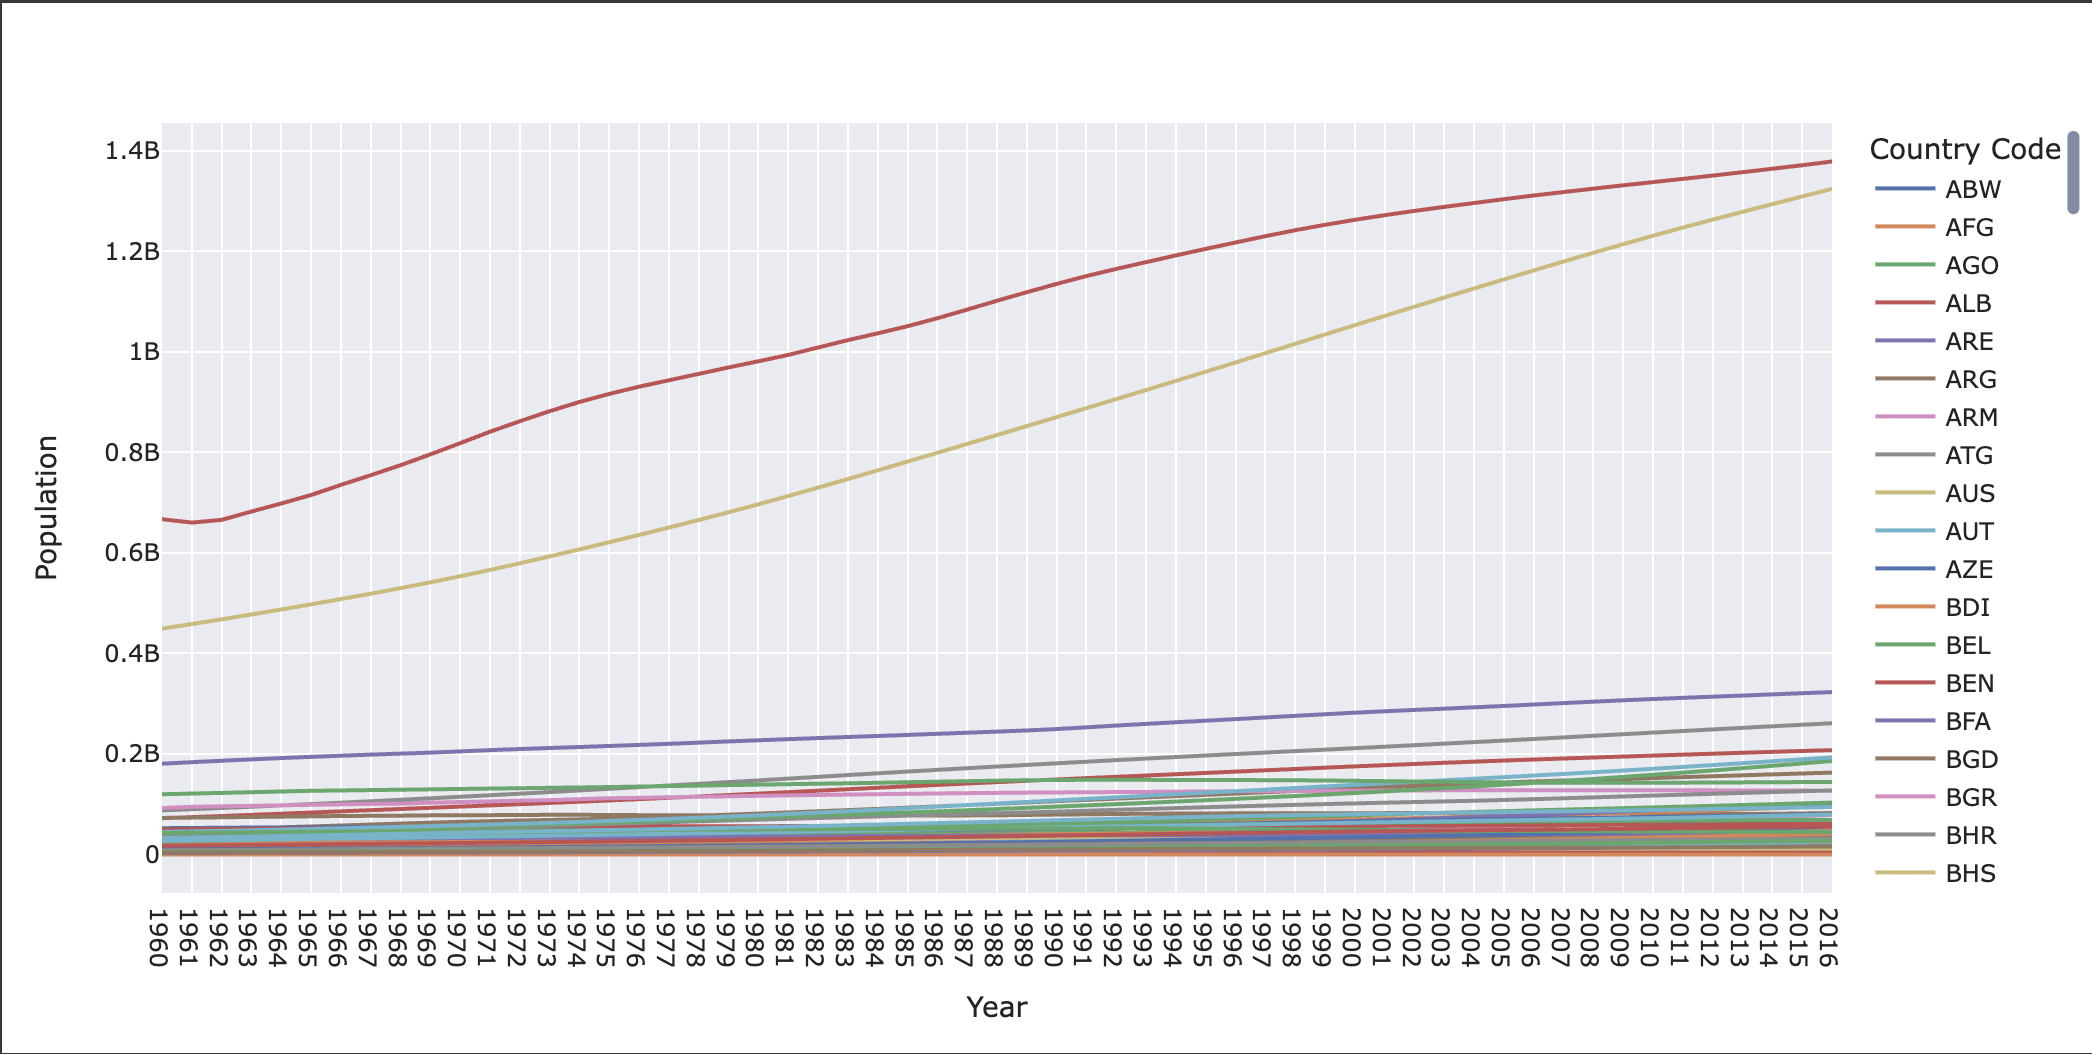 1.4B
1.2B
1B
0.8B
0.6B
0.4B
0.2B
0
Population
1960
1961
1962
1963
1964
1965
1966
1967
1968
1969
1970
1971
1972
1973
1974
1975
1976
1977
1978
1979
1980
1981
1982
1983
1984
1985
1986
1987
1988
1989
1990
1991
1992
1993
1994
1995
1996
1997
1998
1999
2000
2001
2002
2003
2004
2005
2006
2007
2008
2009
2010
2011
2012
2013
2014
2015
2016
Year
Country Code
ABW
AFG
AGO
ALB
ARE
ARG
ARM
ATG
AUS
AUT
AZE
BDI
BEL
BEN
BFA
BGD
BGR
BHR
BHS